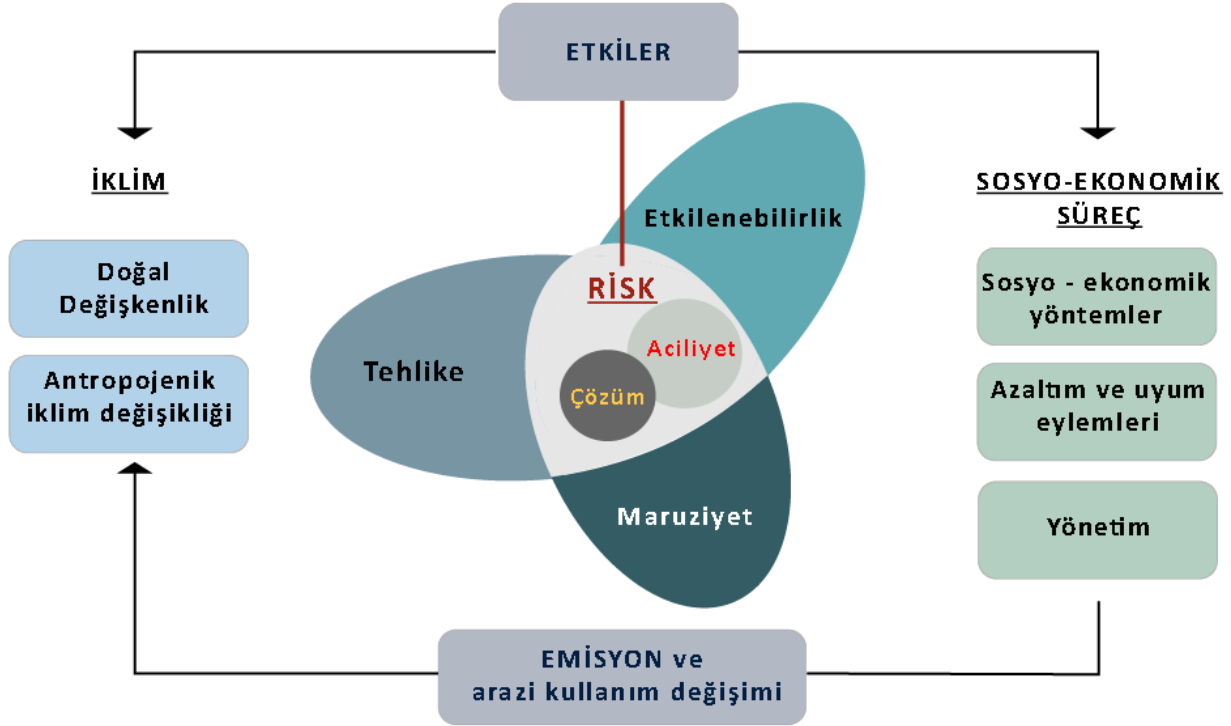 ETKİLER
İKLİM
Doğal
Değişkenlik
Antropojenik
iklim değişikliği
Etkilenebilirlik
RİSK
Aciliyet
Tehlike
Çözüm
Maruziyet
SOSYO-EKONOMİK
SÜREÇ
Sosyo - ekonomik
yöntemler
Azaltım ve uyum
eylemleri
Yönetim
EMİSYON ve
arazi kullanım değişimi